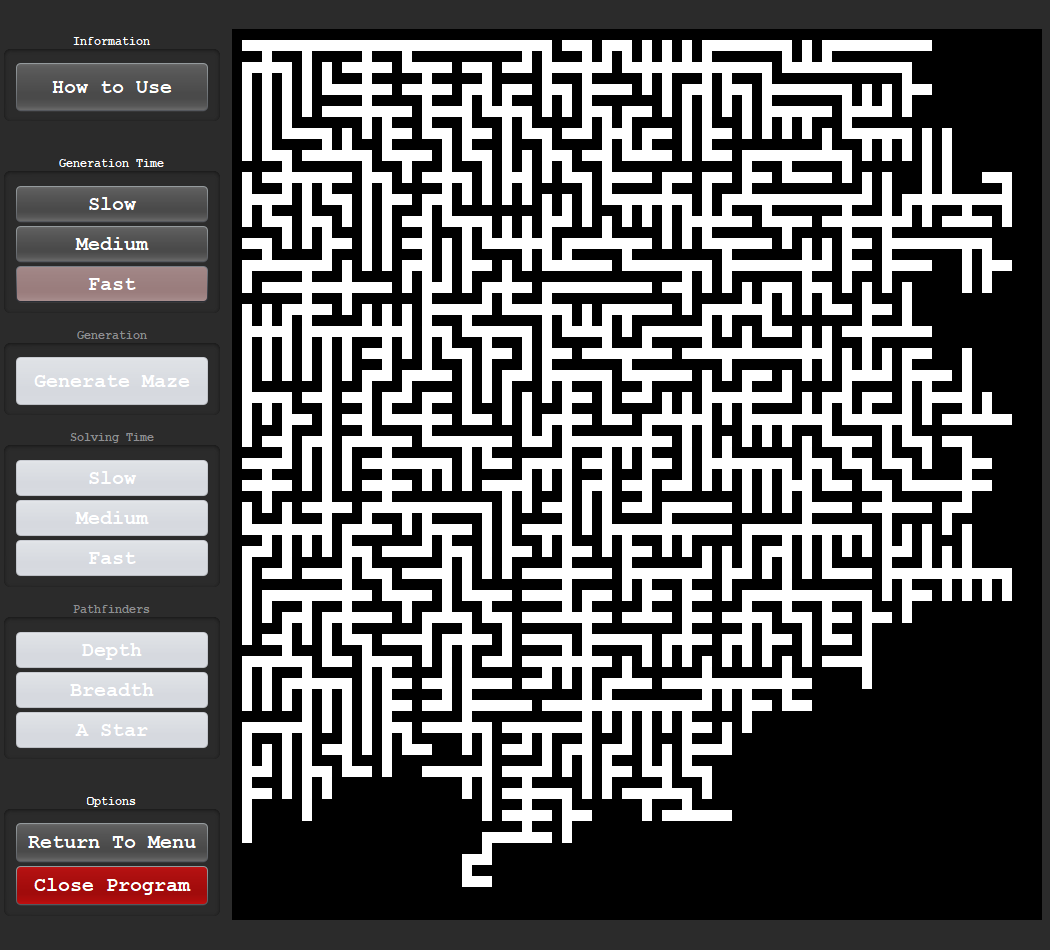 Information
How to Use
Generation Time
Slow
Medium
Fast
Generation
Generate Maze
Solving Time
Slow
Medium
Fast
Pathfinders
Depth
Breadth
A Star
Options
Return To Menu
Close Program